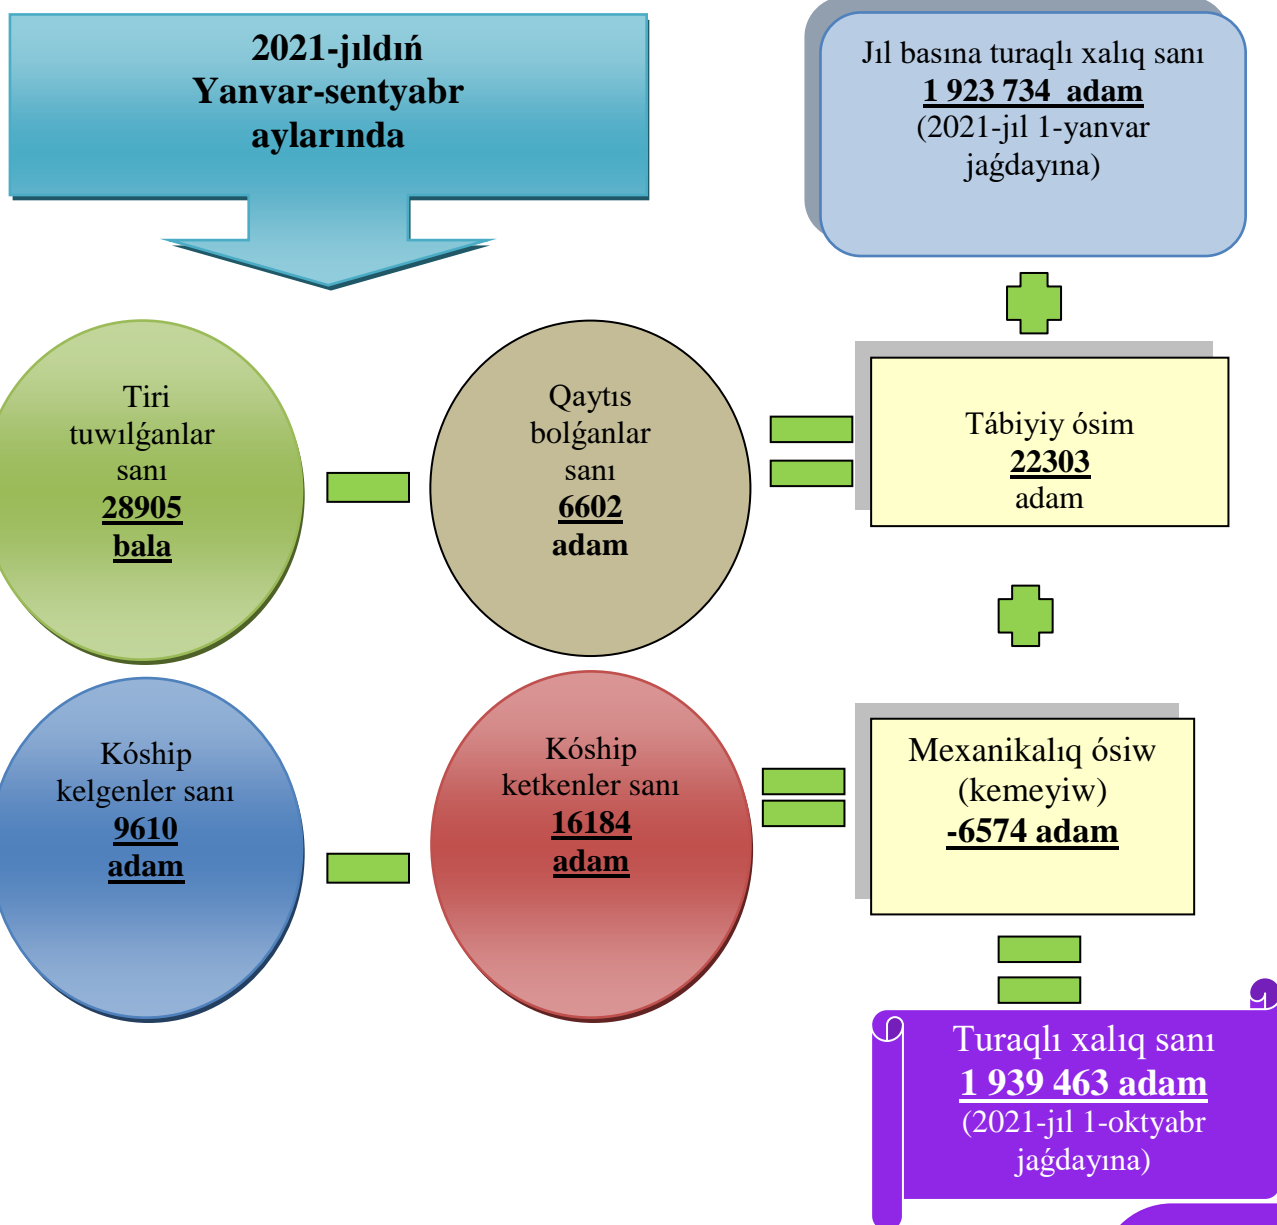 2021-jıldıń
Yanvar-sentyabr
aylarında
Jıl basına turaqlı xalıq sanı
1 923 734 adam
(2021-jıl 1-yanvar
jaǵdayına)
Tiri
tuwılǵanlar
sanı
28905
bala
Qaytıs
bolǵanlar
sanı
6602
adam
Tábiyiy ósim
22303
adam
Kóship
kelgenler sanı
9610
adam
Kóship
ketkenler sanı
16184
adam
Mexanikalıq ósiw
(kemeyiw)
-6574 adam
Turaqlı xalıq sanı
1 939 463 adam
(2021-jıl 1-oktyabr
jaǵdayına)